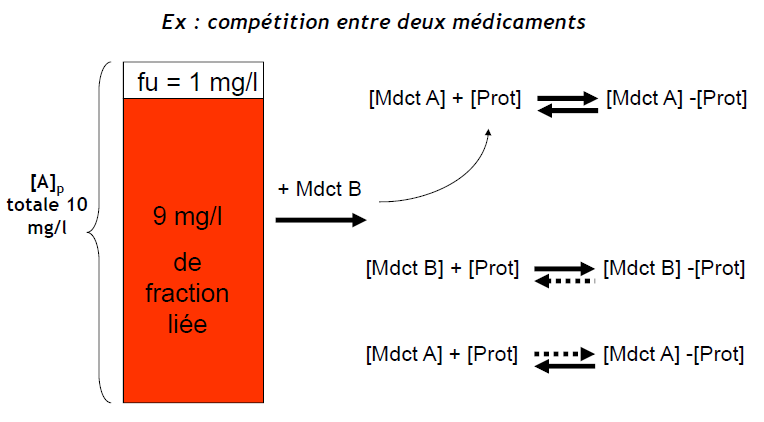 Ex : compétition entre deux médicaments
fu = 1 mg/l
[A]p
totale 10
mg/l
9 mg/l
de
fraction
liée
+ Mdct B
[Mdct A] + [Prot] [Mdct A] -[Prot]
[Mdct B] + [Prot] [Mdct B] -[Prot]
[Mdct A] + [Prot] [Mdct A] -[Prot]